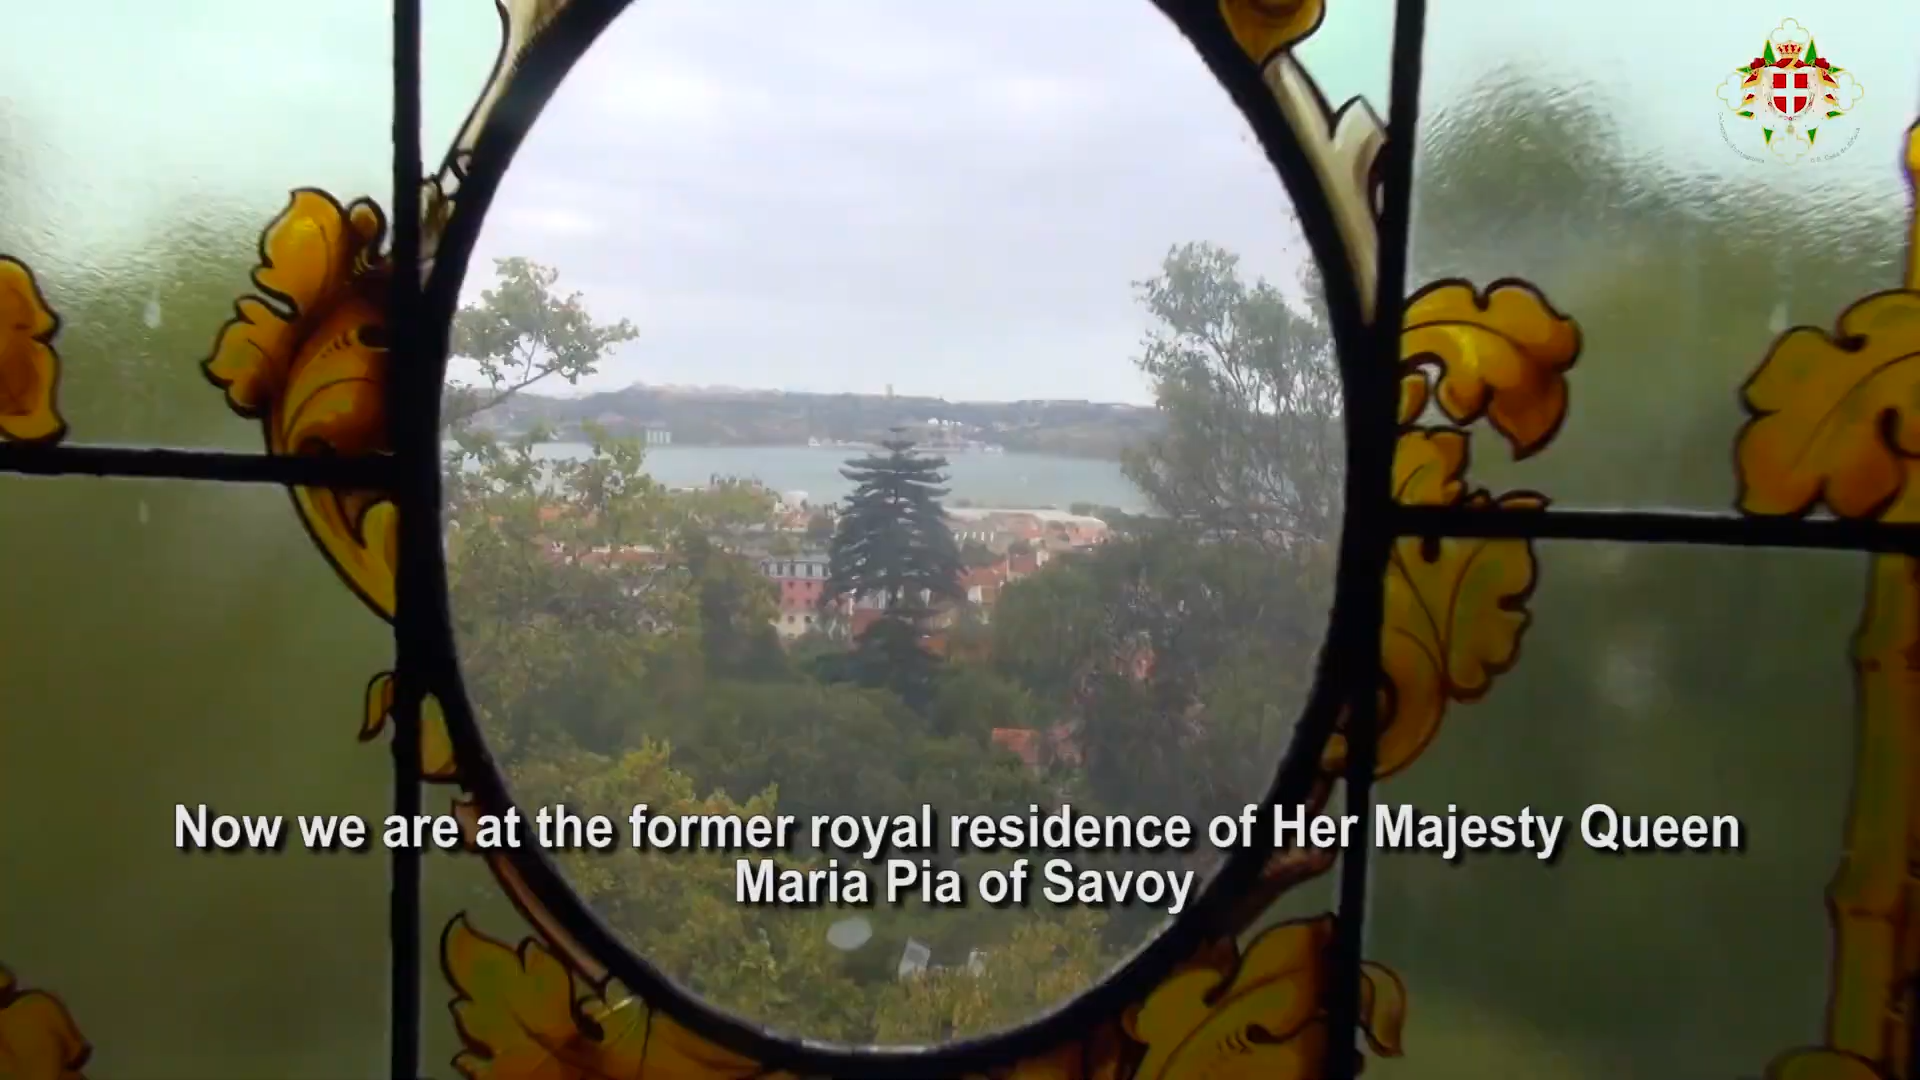 Now we are at the former royal residence of Her Majesty Queen
Maria Pia of Savoy